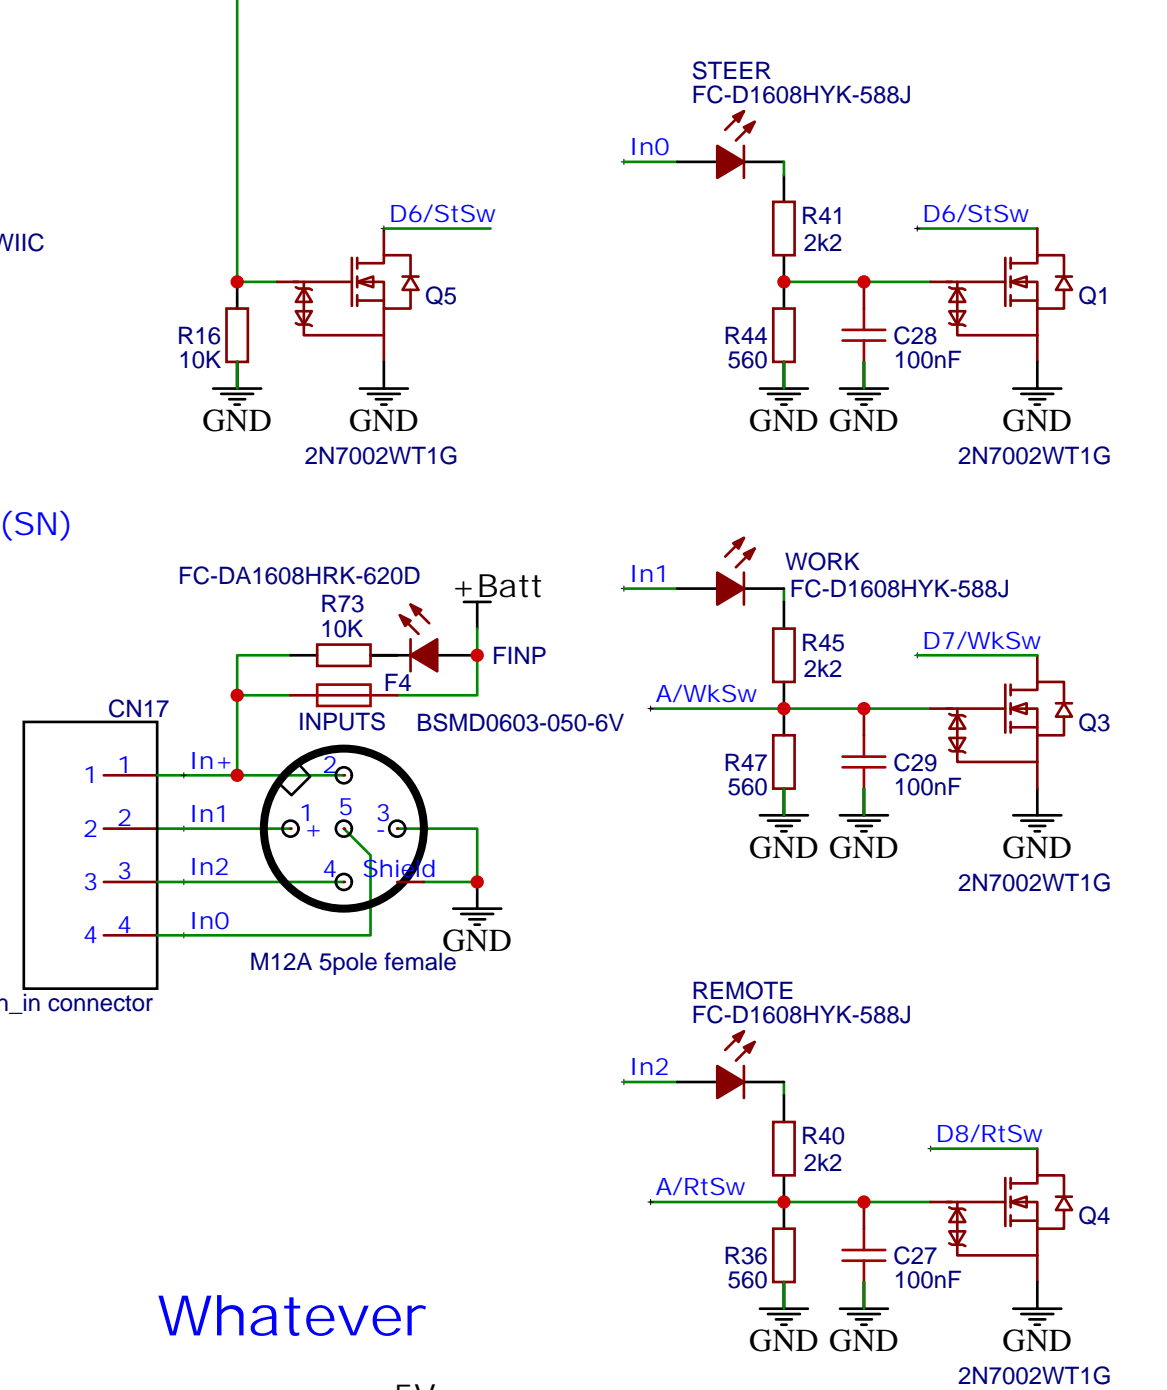 STEER
FC-D1608HYK-588J
In0
D6/StSw
D6/StSw
R41
2k2
Q5
Q1
R16
10K
R44
560
C28
100nF
GND
GND
GND
GND
GND
2N7002WT1G
2N7002WT1G
(SN)
FC-DA1608HRK-620D
R73
10K
+Batt
FINP
F4
INPUTS
BSMD0603-050-6V
In1
WORK
FC-D1608HYK-588J
R45
2k2
D7/WkSw
A/WkSw
Q3
R47
560
C29
100nF
GND
GND
GND
2N7002WT1G
CN17
1
1
In+
2
2
2
In1
1
+
5
3
-
3
3
In2
4
Shield
4
4
In0
GND
M12A 5pole female
_in connector
REMOTE
FC-D1608HYK-588J
In2
R40
2k2
D8/RtSw
A/RtSw
Q4
R36
560
C27
100nF
GND
GND
GND
2N7002WT1G
Whatever